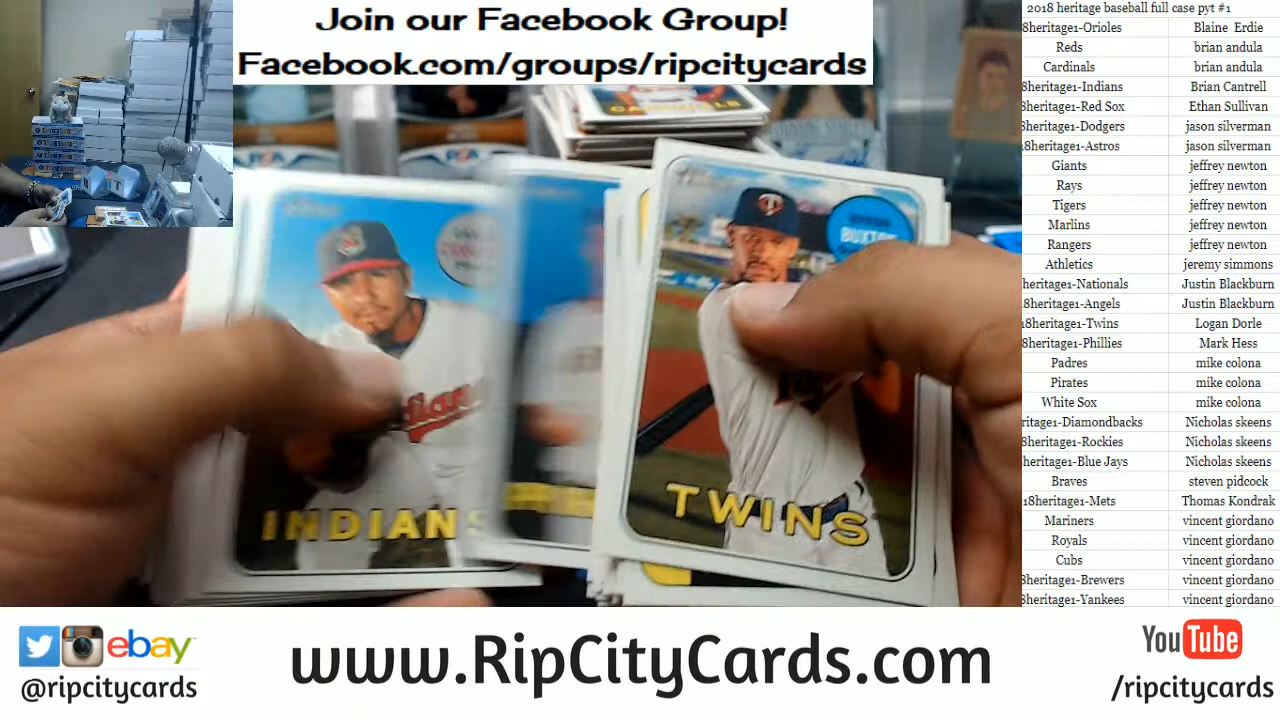 Join our Facebook Group!
Facebook.com/groups/ripcitycards
2018 heritage baseball full case pyt #1
8heritage1-Orioles Blaine Erdie
Reds brian andula
Cardinals brian andula
8heritage1-Indians Brian Cantrell
8heritage1-Red Sox Ethan Sullivan
8heritage1-Dodgers jason silverman
8heritage1-Astros jason silverman
Giants jeffrey newton
Rays jeffrey newton
Tigers jeffrey newton
Marlins jeffrey newton
Rangers jeffrey newton
Athletics jeremy simmons
heritage1-Nationals Justin Blackburn
8heritage1-Angels Justin Blackburn
18heritage1-Twins Logan Dorle
8heritage1-Phillies Mark Hess
Padres mike colona
Pirates mike colona
White Sox mike colona
ritage1-Diamondbacks Nicholas skeens
8heritage1-Rockies Nicholas skeens
heritage1-Blue Jays Nicholas skeens
Braves steven pidcock
18heritage1-Mets Thomas Kondrak
Mariners vincent giordano
Royals vincent giordano
Cubs vincent giordano
8heritage1-Brewers vincent giordano
8heritage1-Yankees vincent giordano
CARDINALS
BUXTON
INDIANS
TWINS
ebay
@ripcitycards
www.RipCityCards.com
YouTube
/ripcitycards